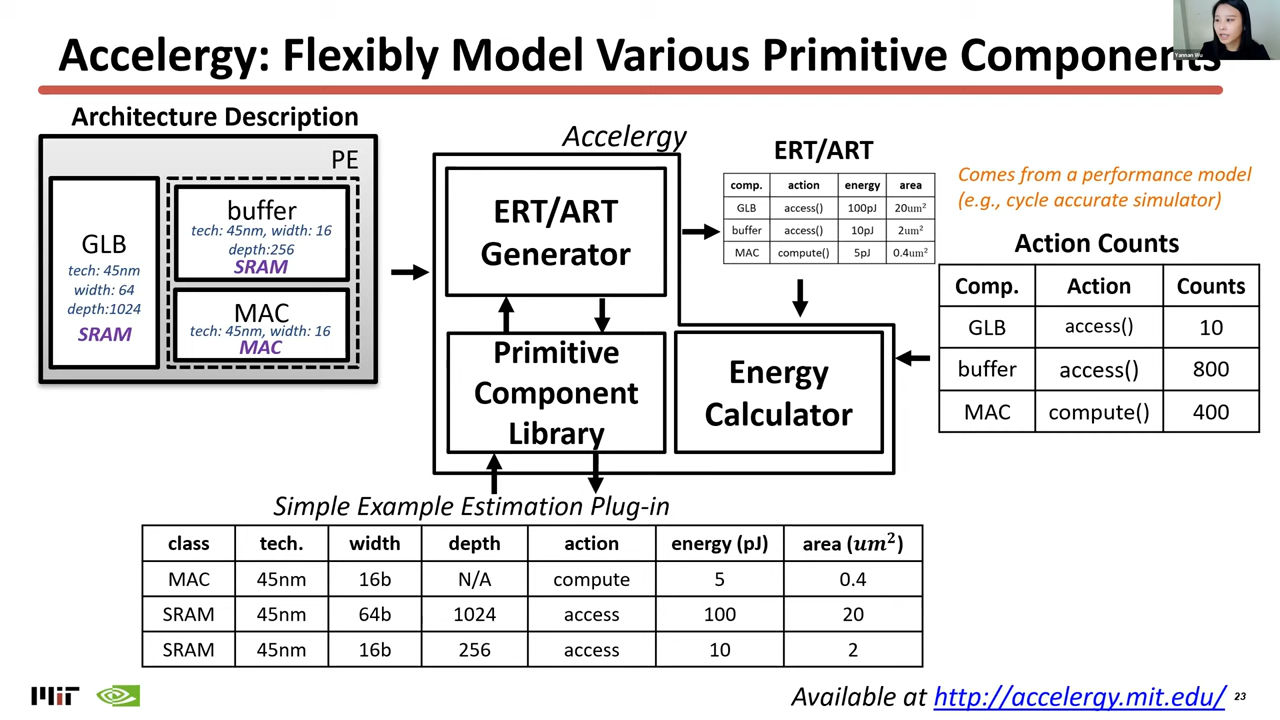 Accelergy: Flexibly Model Various Primitive Components
Yannan Wu
Architecture Description
PE
GLB
tech: 45nm
width: 64
depth:1024
SRAM
buffer
tech: 45nm, width: 16
depth:256
SRAM
MAC
tech: 45nm, width: 16
MAC
Accelergy
ERT/ART
Generator
Primitive
Component
Library
Energy
Calculator
ERT/ART
comp. action energy area
GLB access() 100pJ 20um²
buffer access() 10pJ 2um²
MAC compute() 5pJ 0.4um²
Comes from a performance model
(e.g., cycle accurate simulator)
Action Counts
Comp. Action Counts
GLB access() 10
buffer access() 800
MAC compute() 400
Simple Example Estimation Plug-in
class tech. width depth action energy (pJ) area (um²)
MAC 45nm 16b N/A compute 5 0.4
SRAM 45nm 64b 1024 access 100 20
SRAM 45nm 16b 256 access 10 2
MIT
Available at http://accelergy.mit.edu/
23